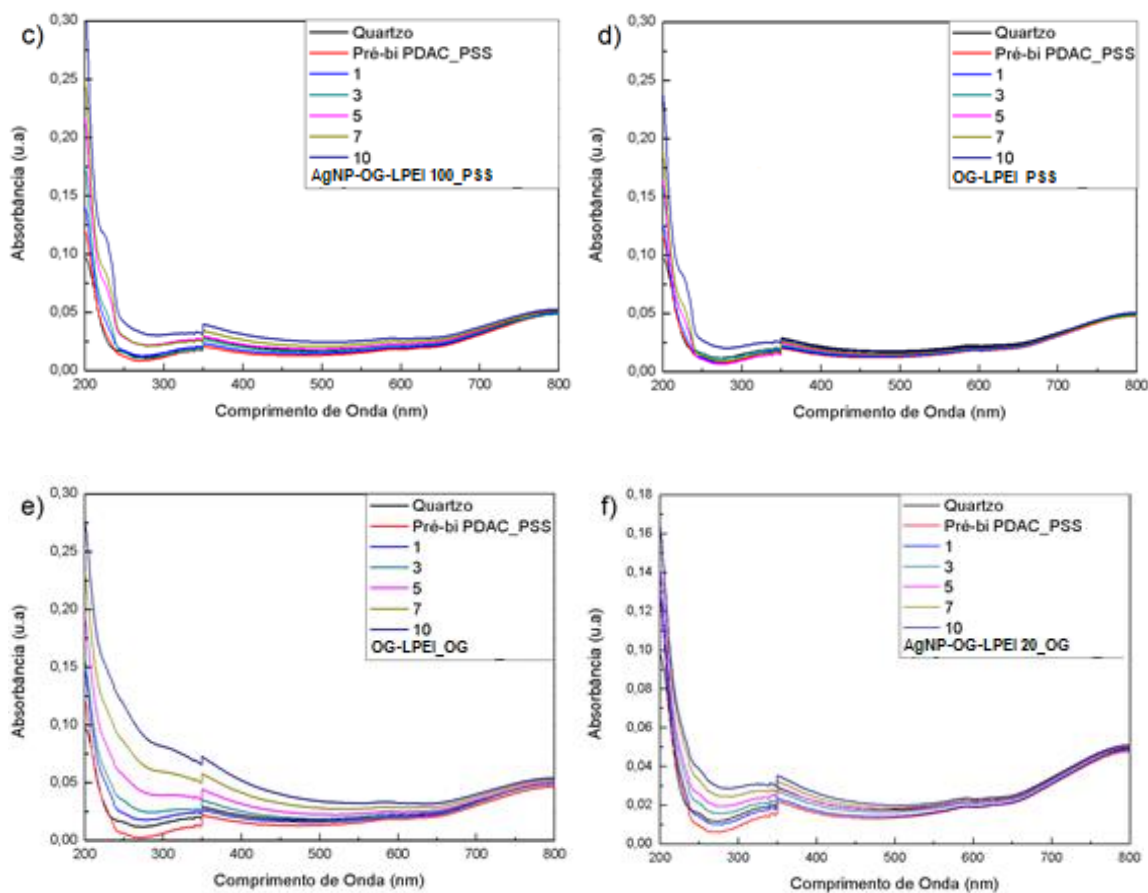 c)
0,30
0,25
0,20
0,15
0,10
0,05
0,00
Absorbância (u.a)
200 300 400 500 600 700 800
Comprimento de Onda (nm)
Quartzo
Pré-bi PDAC_PSS
1
3
5
7
10
AgNP-OG-LPEI 100_PSS
d)
0,30
0,25
0,20
0,15
0,10
0,05
0,00
Absorbância (u.a)
200 300 400 500 600 700 800
Comprimento de Onda (nm)
Quartzo
Pré-bi PDAC_PSS
1
3
5
7
10
OG-LPEI PSS
e)
0,30
0,25
0,20
0,15
0,10
0,05
0,00
Absorbância (u.a)
200 300 400 500 600 700 800
Comprimento de Onda (nm)
Quartzo
Pré-bi PDAC_PSS
1
3
5
7
10
OG-LPEI_OG
f)
0,18
0,16
0,14
0,12
0,10
0,08
0,06
0,04
0,02
0,00
Absorbância (u.a)
200 300 400 500 600 700 800
Comprimento de Onda (nm)
Quartzo
Pré-bi PDAC_PSS
1
3
5
7
10
AgNP-OG-LPEI 20_OG